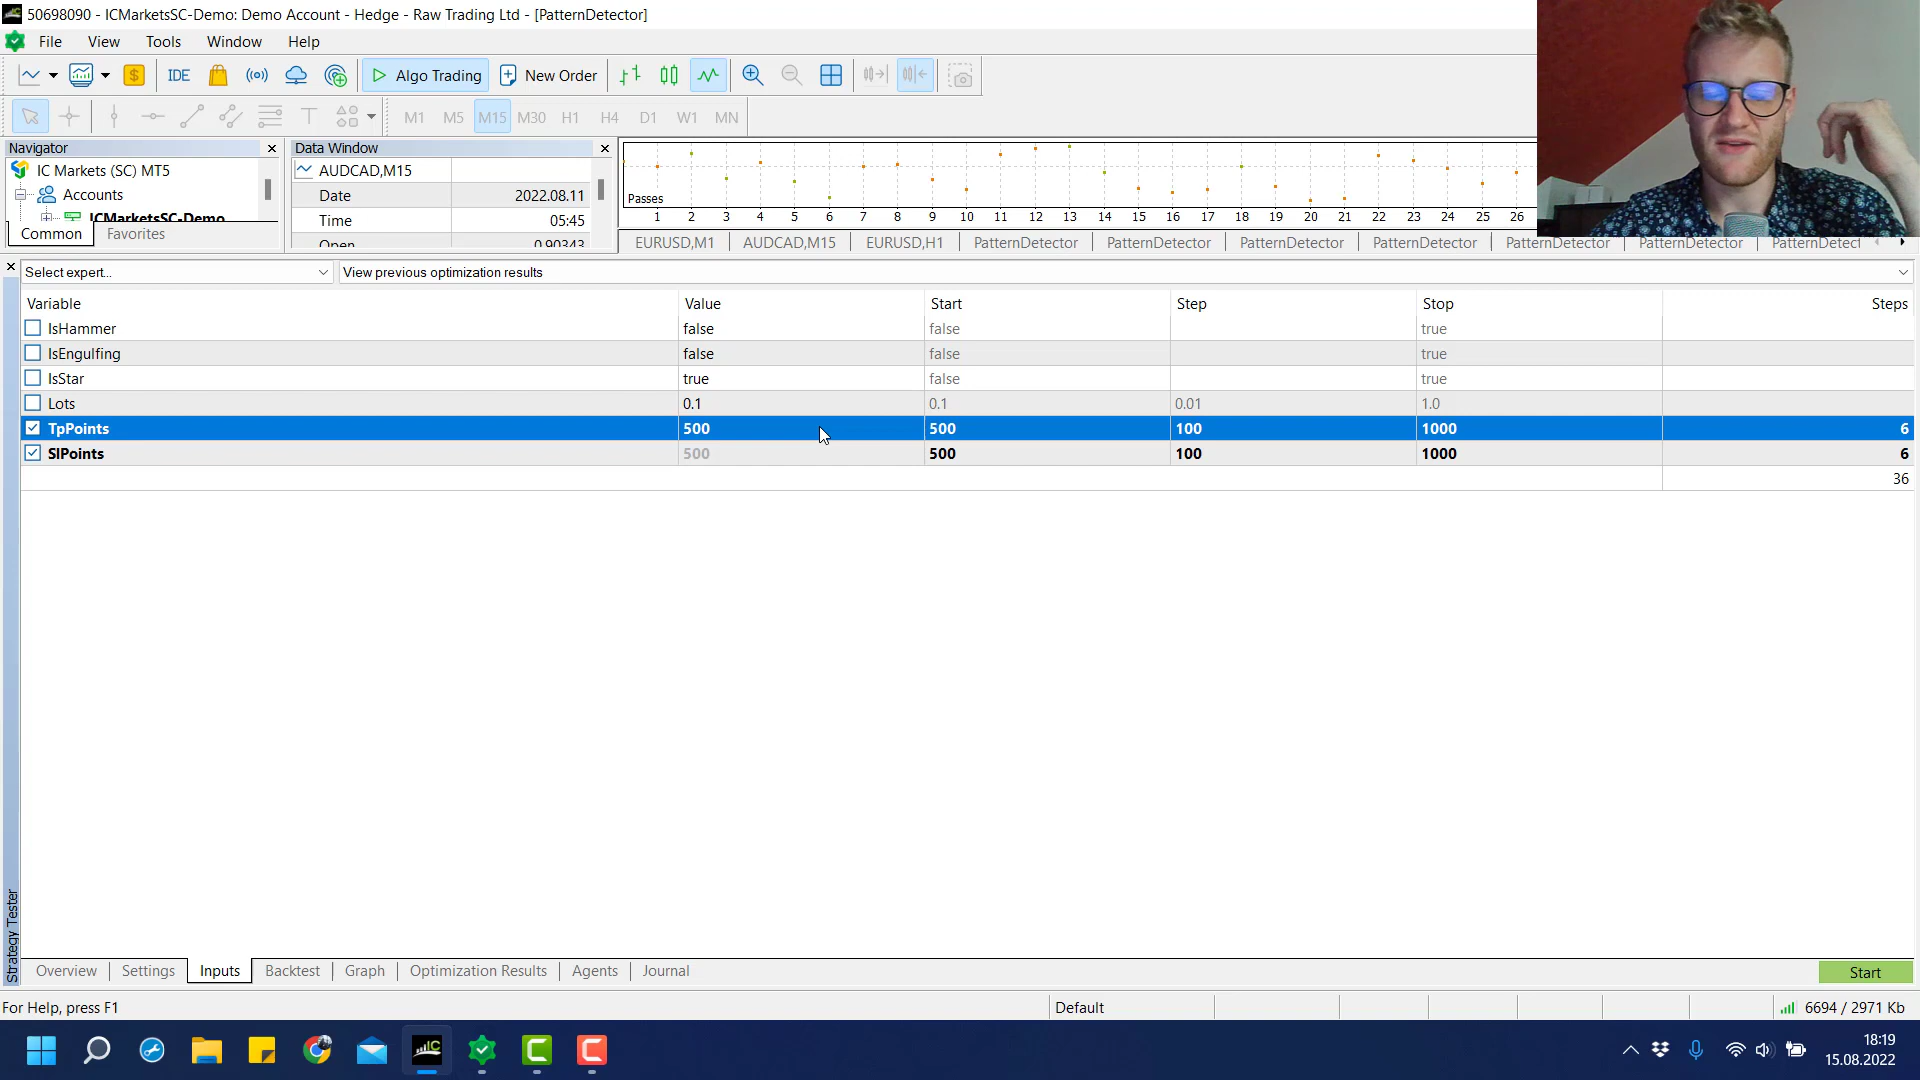 50698090 - ICMarketsSC-Demo: Demo Account - Hedge - Raw Trading Ltd - [PatternDetector]
File View Tools Window Help
IDE Algo Trading New Order
M1 M5 M15 M30 H1 H4 D1 W1 MN
Navigator
IC Markets (SC) MT5
Accounts
ICMarketsSC-Demo
Common Favorites
Data Window
AUDCAD,M15
Date 2022.08.11
Time 05:45
Open 0.90343
Passes
1 2 3 4 5 6 7 8 9 10 11 12 13 14 15 16 17 18 19 20 21 22 23 24 25 26
EURUSD,M1 AUDCAD,M15 EURUSD,H1 PatternDetector PatternDetector PatternDetector PatternDetector PatternDetector PatternDetector PatternDetect
Select expert... View previous optimization results
Variable Value Start Step Stop Steps
IsHammer false false true
IsEngulfing false false true
IsStar true false true
Lots 0.1 0.1 0.01 1.0
TpPoints 500 500 100 1000 6
SlPoints 500 500 100 1000 6
36
Strategy Tester
Overview Settings Inputs Backtest Graph Optimization Results Agents Journal Start
For Help, press F1 Default 6694 / 2971 Kb
IC
18:19
15.08.2022